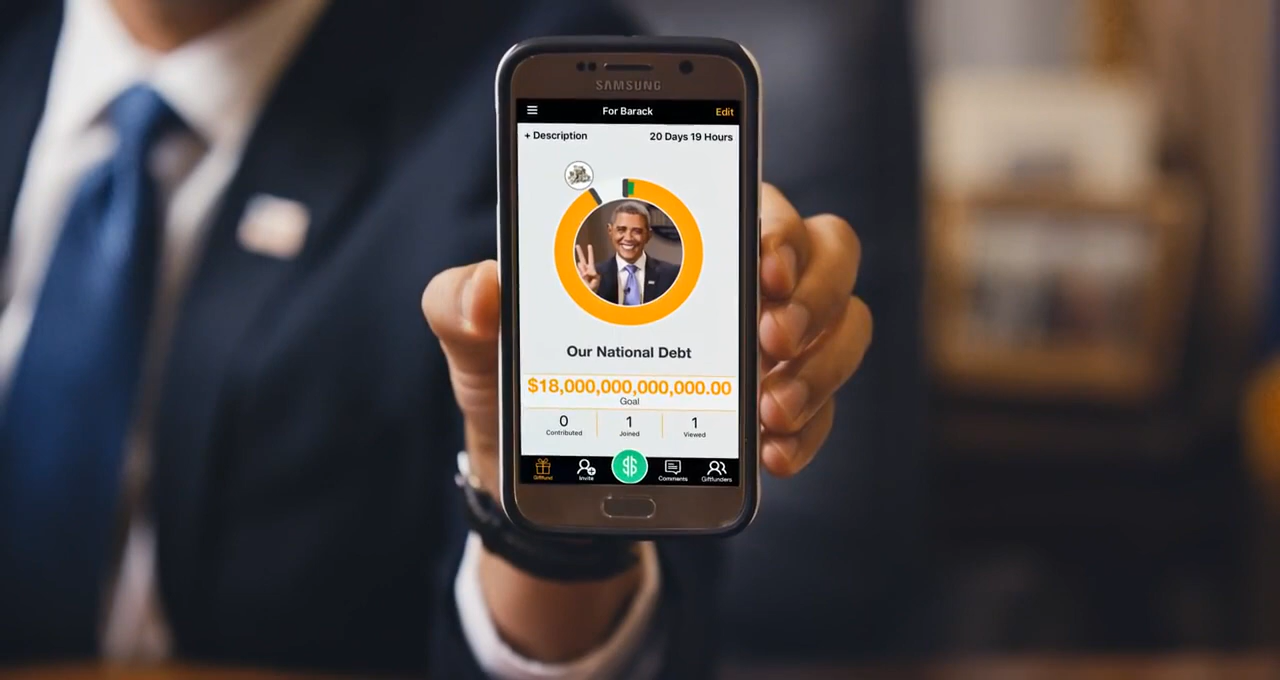 SAMSUNG
For Barack
Edit
+ Description
20 Days 19 Hours
Our National Debt
$18,000,000,000,000.00
Goal
0
1
1
Contributed
Joined
Viewed
Giftfund
Invite
$
Comments
Giftfunders